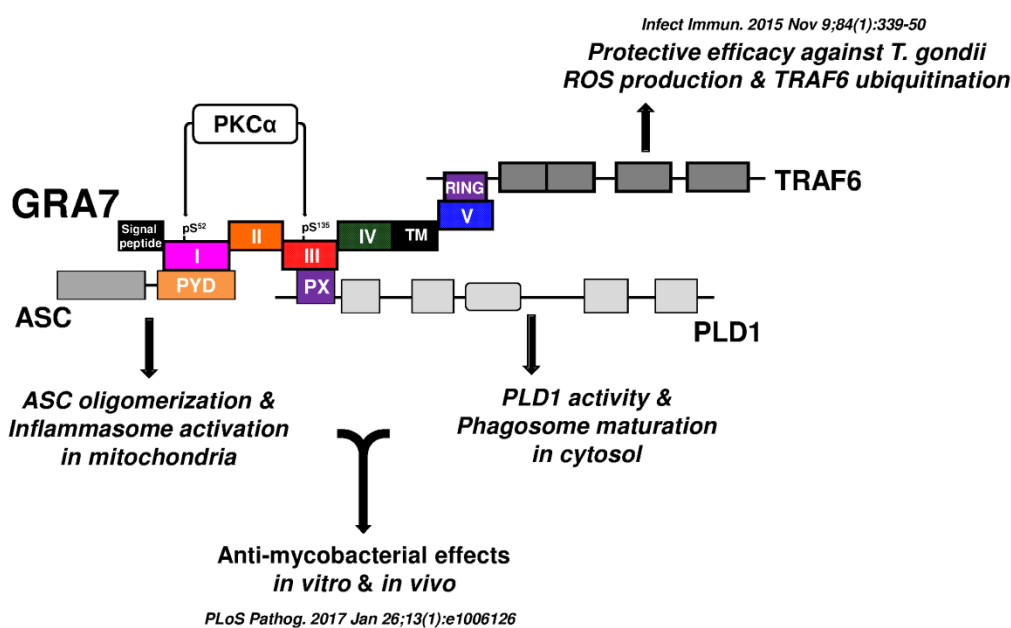 Infect Immun. 2015 Nov 9;84(1):339-50
Protective efficacy against T. gondii
ROS production & TRAF6 ubiquitination
PKCα
TRAF6
RING
V
GRA7
Signal
peptide
pS52
I
II
pS135
III
IV
TM
PYD
ASC
PX
PLD1
ASC oligomerization &
Inflammasome activation
in mitochondria
PLD1 activity &
Phagosome maturation
in cytosol
Anti-mycobacterial effects
in vitro & in vivo
PLoS Pathog. 2017 Jan 26;13(1):e1006126